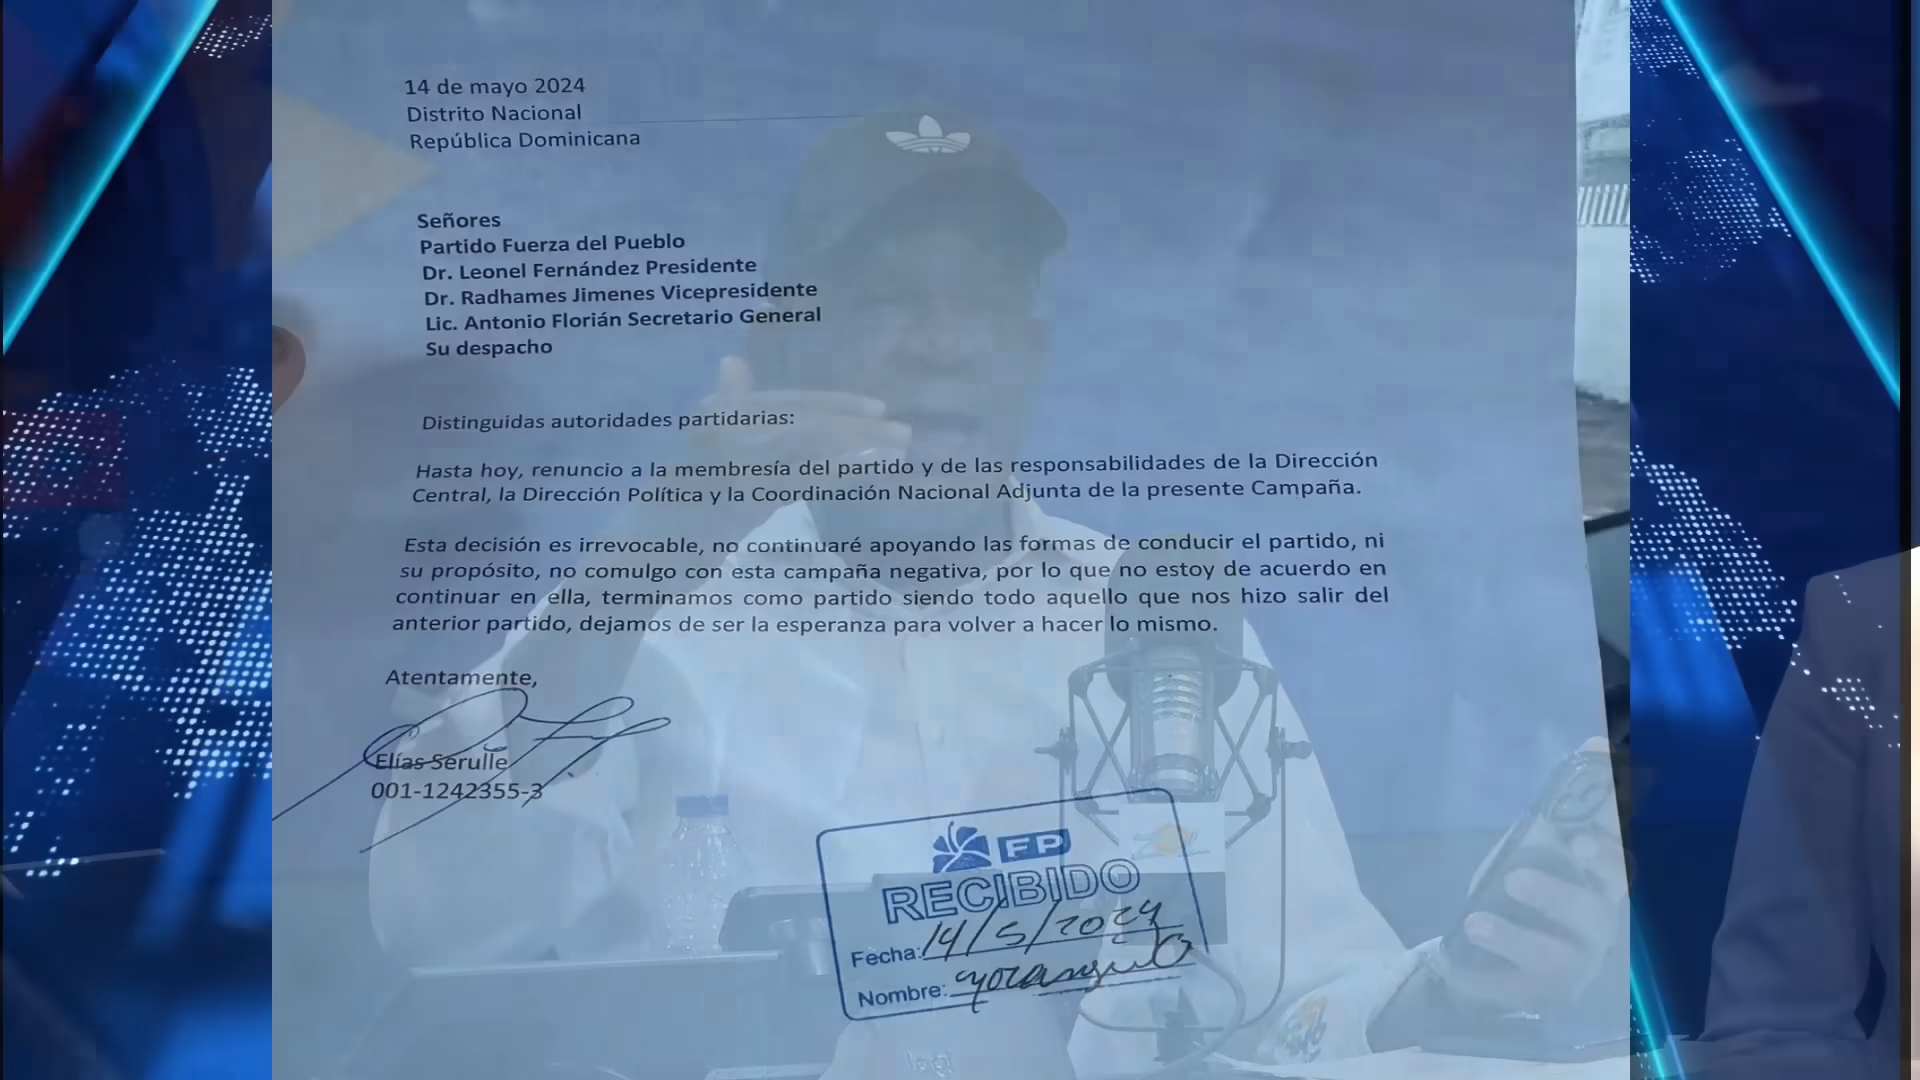 14 de mayo 2024
Distrito Nacional
República Dominicana
Señores
Partido Fuerza del Pueblo
Dr. Leonel Fernández Presidente
Dr. Radhames Jimenes Vicepresidente
Lic. Antonio Florián Secretario General
Su despacho
Distinguidas autoridades partidarias:
Hasta hoy, renuncio a la membresía del partido y de las responsabilidades de la Dirección
Central, la Dirección Política y la Coordinación Nacional Adjunta de la presente Campaña.
Esta decisión es irrevocable, no continuaré apoyando las formas de conducir el partido, ni
su propósito, no comulgo con esta campaña negativa, por lo que no estoy de acuerdo en
continuar en ella, terminamos como partido siendo todo aquello que nos hizo salir del
anterior partido, dejamos de ser la esperanza para volver a hacer lo mismo.
Atentamente,
Elías Serulle
001-1242355-3
FP
RECIBIDO
Fecha: 14/5/2024
Nombre: